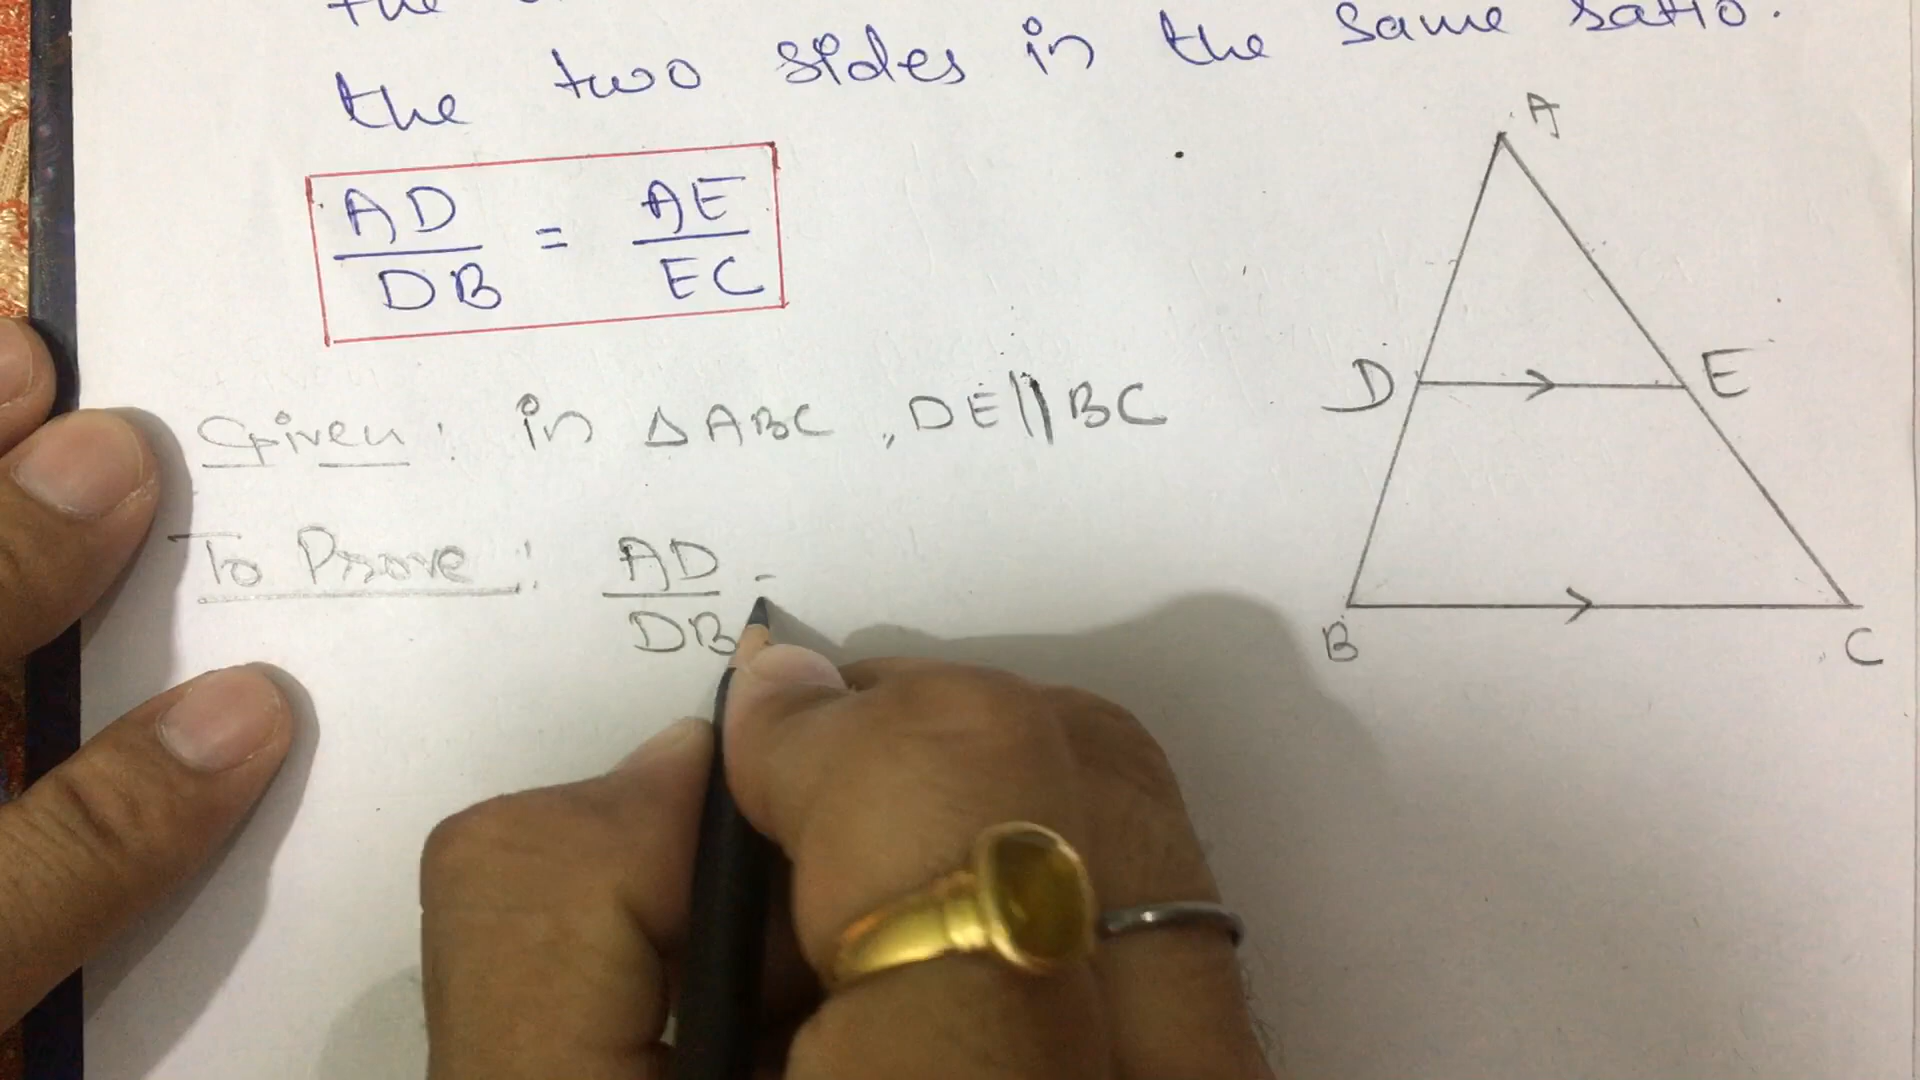 the
the two sides in the same ratio.
AD/DB = AE/EC
Given: in △ABC, DE||BC
To Prove: AD/DB =
A
D
E
B
C